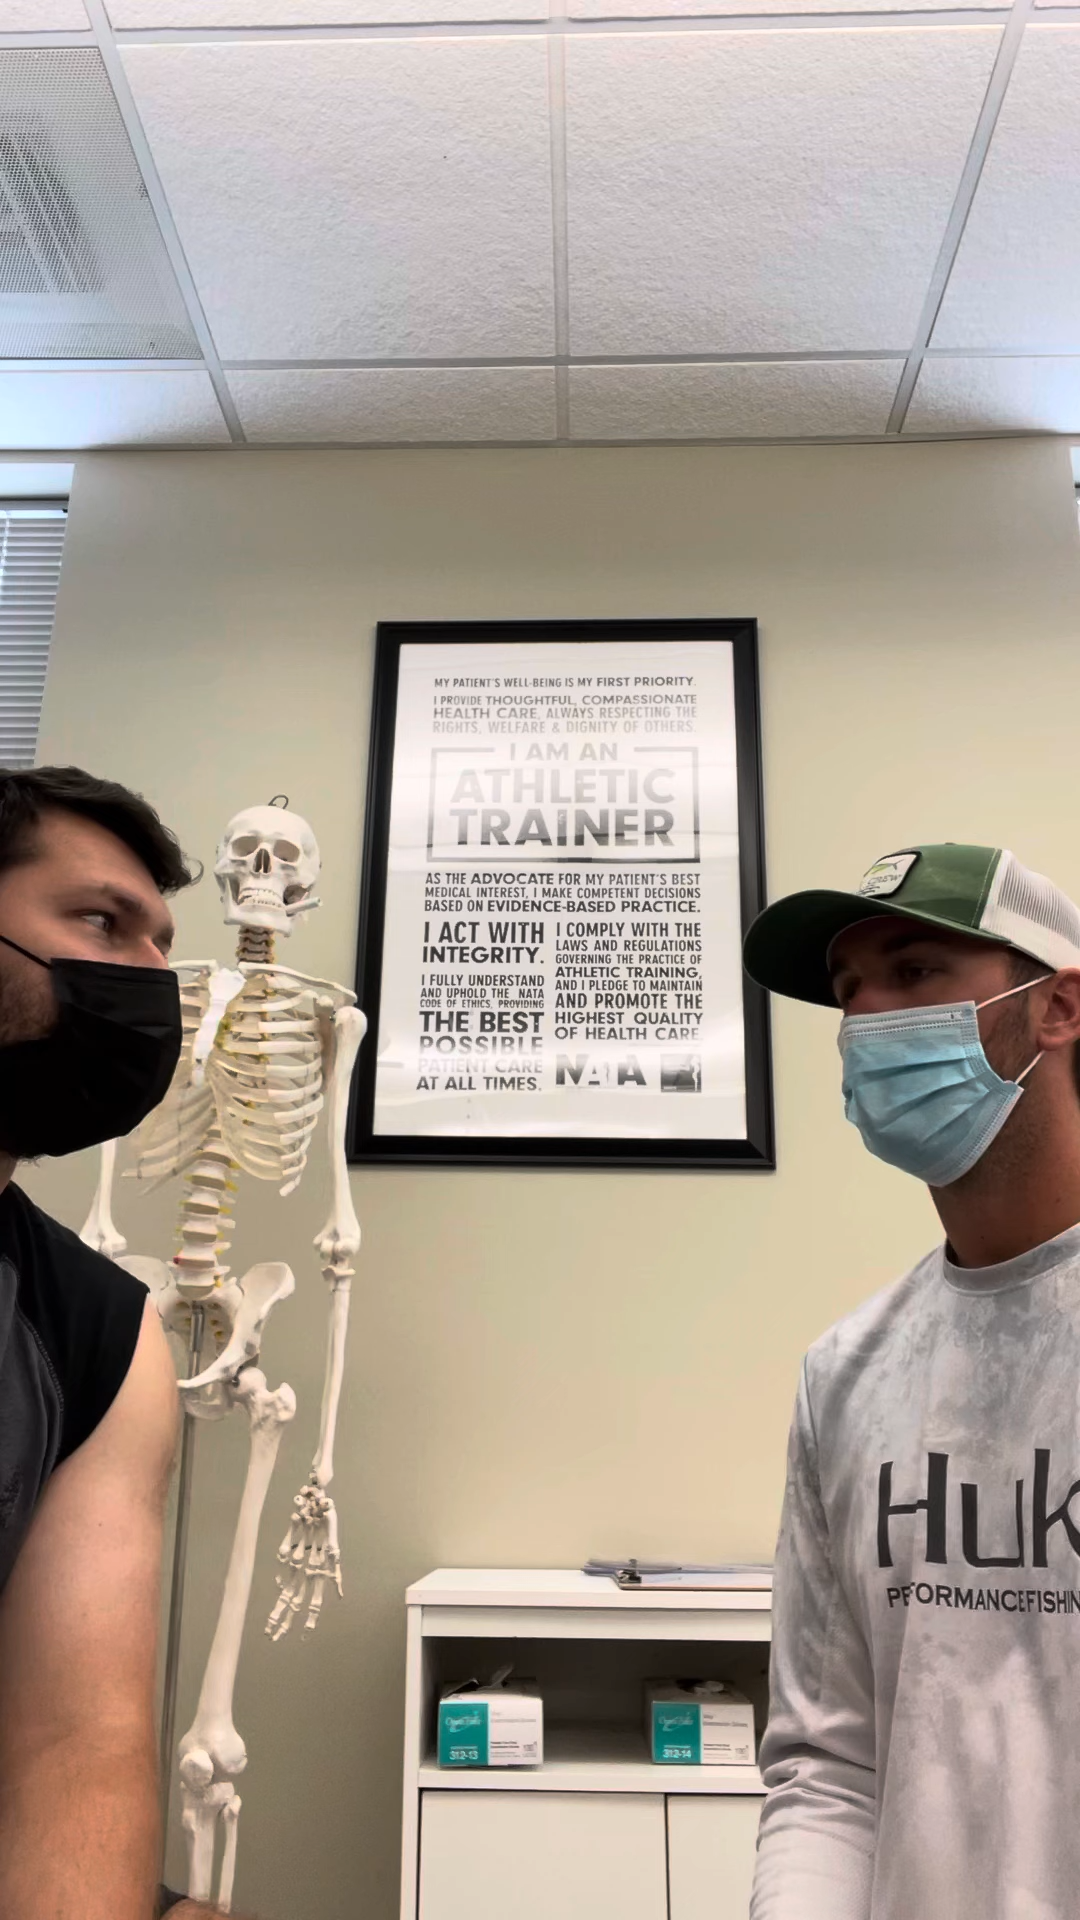 MY PATIENT'S WELL-BEING IS MY FIRST PRIORITY.
I PROVIDE THOUGHTFUL, COMPASSIONATE
HEALTH CARE, ALWAYS RESPECTING THE
RIGHTS, WELFARE & DIGNITY OF OTHERS.
I AM AN
ATHLETIC
TRAINER
AS THE ADVOCATE FOR MY PATIENT'S BEST
MEDICAL INTEREST, I MAKE COMPETENT DECISIONS
BASED ON EVIDENCE-BASED PRACTICE.
I ACT WITH
INTEGRITY.
I FULLY UNDERSTAND
AND UPHOLD THE NATA
CODE OF ETHICS, PROVIDING
THE BEST
POSSIBLE
PATIENT CARE
AT ALL TIMES.
I COMPLY WITH THE
LAWS AND REGULATIONS
GOVERNING THE PRACTICE OF
ATHLETIC TRAINING,
AND I PLEDGE TO MAINTAIN
AND PROMOTE THE
HIGHEST QUALITY
OF HEALTH CARE.
NATA
CREW
Huk
PERFORMANCE FISHIN
312-13
312-14